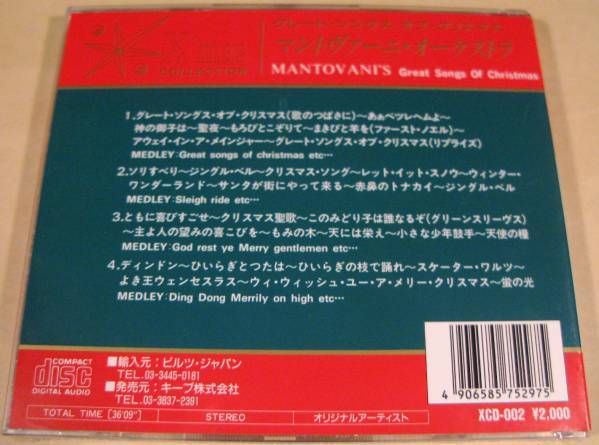 X'mas
COLLECTION
グレート・ソングス・オブ・クリスマス
マントヴァーニ・オーケストラ
MANTOVANI'S Great Songs Of Christmas
1.グレート・ソングス・オブ・クリスマス(歌のつばさに)〜あぁベツレヘムよ〜
神の御子は〜聖夜〜もろびとこぞりて〜まきびと羊を(ファースト・ノエル)〜
アウェイ・イン・ア・メインジャー〜グレート・ソングス・オブ・クリスマス(リプライズ)
MEDLEY:Great songs of christmas etc…
2.ソリすべり〜ジングル・ベル〜クリスマス・ソング〜レット・イット・スノウ〜ウィンター・
ワンダーランド〜サンタが街にやって来る〜赤鼻のトナカイ〜ジングル・ベル
MEDLEY:Sleigh ride etc…
3.ともに喜びすごせ〜クリスマス聖歌〜このみどり子は誰なるぞ(グリーンスリーヴス)
〜主よ人の望みの喜こびを〜もみの木〜天には栄え〜小さな少年鼓手〜天使の糧
MEDLEY:God rest ye Merry gentlemen etc…
4.ディンドン〜ひいらぎとつたは〜ひいらぎの枝で踊れ〜スケーター・ワルツ〜
よき王ウェンセスラス〜ウィ・ウィッシュ・ユー・ア・メリー・クリスマス〜蛍の光
MEDLEY:Ding Dong Merrily on high etc…
COMPACT
disc
DIGITAL AUDIO
■輸入元:ピルツ・ジャパン
TEL.03-3445-0181
■発売元:キープ株式会社
TEL.03-3837-2391
4 906585 752975
TOTAL TIME [36'09"]
STEREO
オリジナルアーティスト
XCD-002 ¥2,000